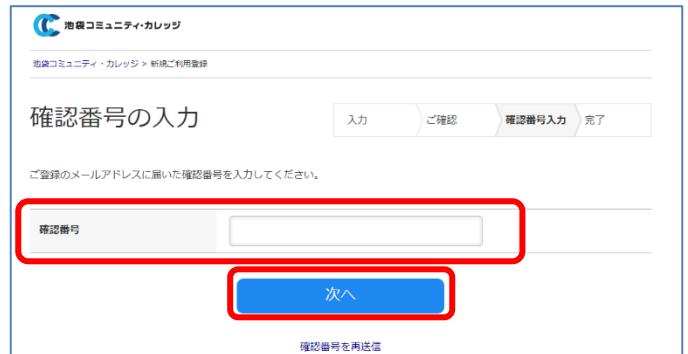 池袋コミュニティ・カレッジ
池袋コミュニティ・カレッジ > 新規ご利用登録
確認番号の入力
入力 ご確認 確認番号入力 完了
ご登録のメールアドレスに届いた確認番号を入力してください。
確認番号
次へ
確認番号を再送信